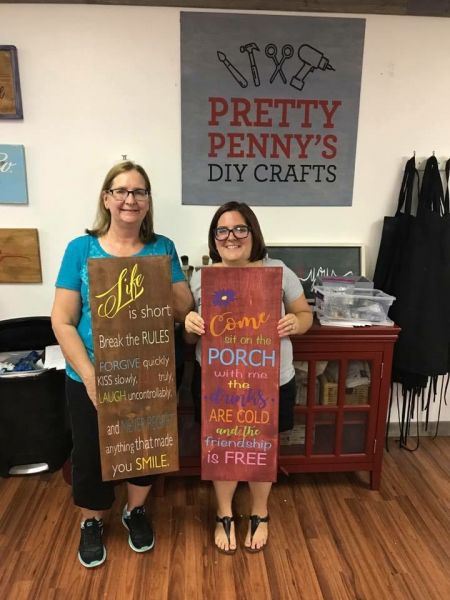 PRETTY
PENNY'S
DIY CRAFTS
Life
is short
Break the RULES
FORGIVE quickly
KISS slowly, truly,
LAUGH uncontrollably,
and NEVER REGRET
anything that made
you SMILE.
Come
sit on the
PORCH
with me
the
drinks
ARE COLD
and the
friendship
is FREE
you